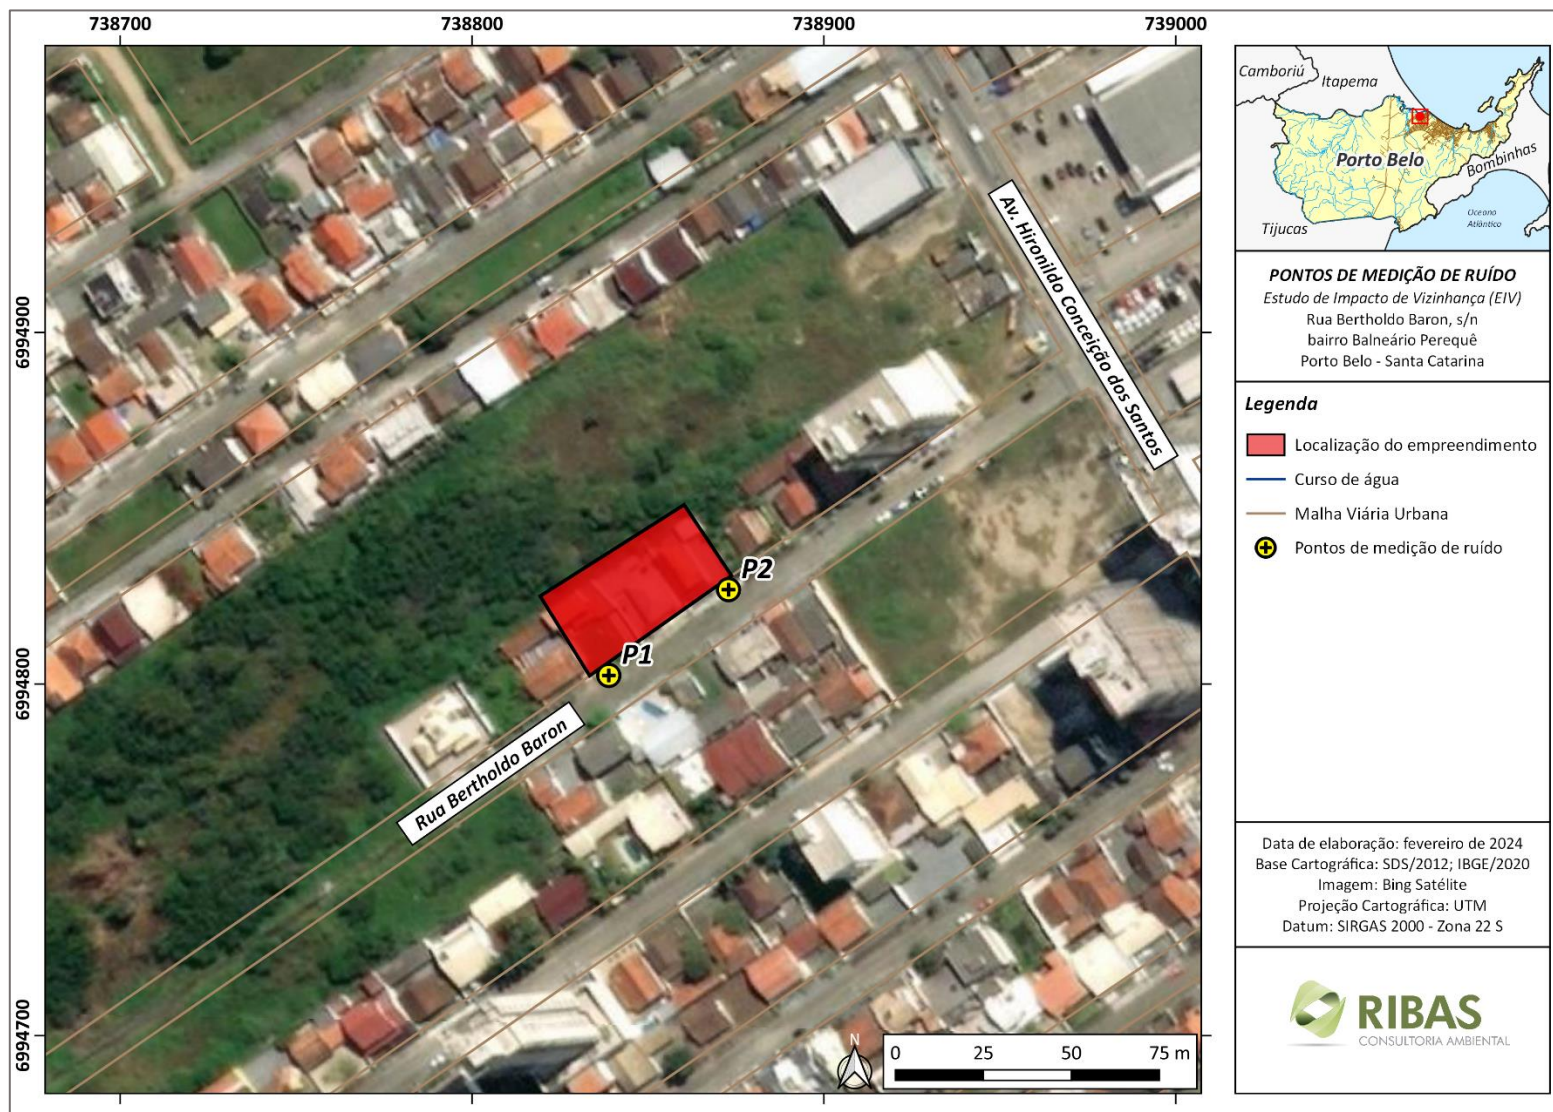 738700
738800
738900
739000
6994900
6994800
6994700
Av. Hironildo Conceição dos Santos
P2
P1
Rua Bertholdo Baron
N
0
25
50
75 m
Camboriú
Itapema
Porto Belo
Bombinhas
Tijucas
Oceano
Atlântico
PONTOS DE MEDIÇÃO DE RUÍDO
Estudo de Impacto de Vizinhança (EIV)
Rua Bertholdo Baron, s/n
bairro Balneário Perequê
Porto Belo - Santa Catarina
Legenda
Localização do empreendimento
Curso de água
Malha Viária Urbana
Pontos de medição de ruído
Data de elaboração: fevereiro de 2024
Base Cartográfica: SDS/2012; IBGE/2020
Imagem: Bing Satélite
Projeção Cartográfica: UTM
Datum: SIRGAS 2000 - Zona 22 S
RIBAS
CONSULTORIA AMBIENTAL